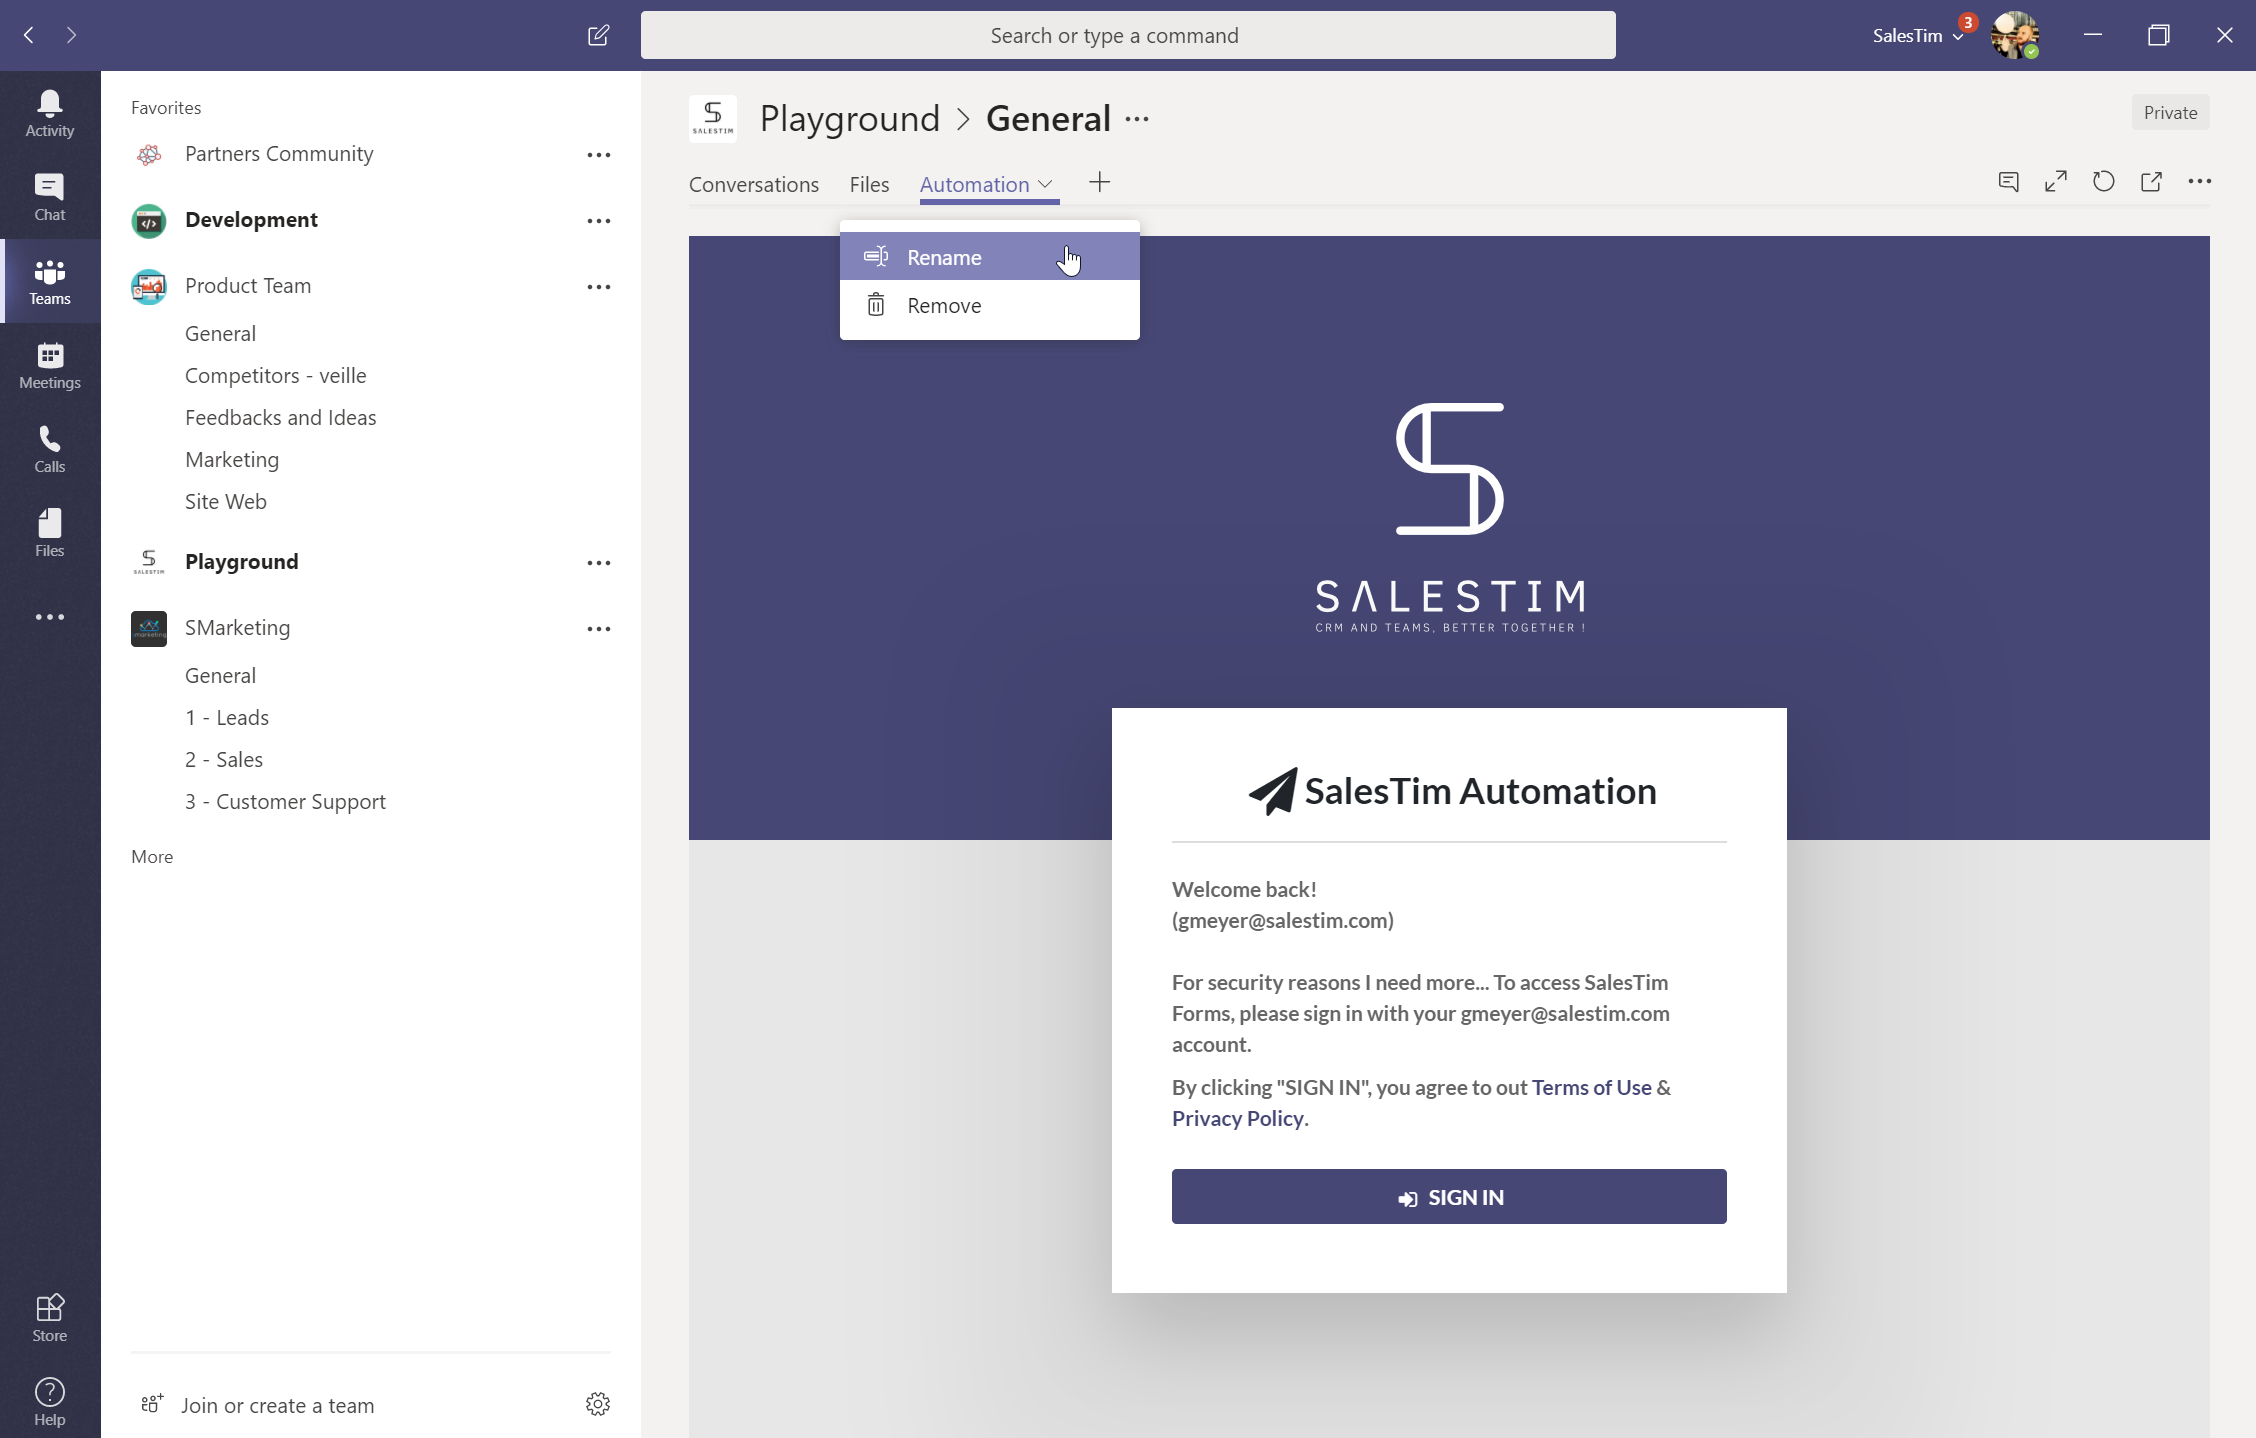 Search or type a command
SalesTim
3
Activity
Chat
Teams
Meetings
Calls
Files
Store
Help
Favorites
Partners Community
Development
Product Team
General
Competitors - veille
Feedbacks and Ideas
Marketing
Site Web
SALESTIM
Playground
SMarketing
General
1 - Leads
2 - Sales
3 - Customer Support
More
Join or create a team
SALESTIM
Playground > General
Private
Conversations
Files
Automation
Rename
Remove
SALESTIM
CRM AND TEAMS, BETTER TOGETHER !
SalesTim Automation
Welcome back!
(gmeyer@salestim.com)
For security reasons I need more... To access SalesTim
Forms, please sign in with your gmeyer@salestim.com
account.
By clicking "SIGN IN", you agree to out Terms of Use &
Privacy Policy.
SIGN IN